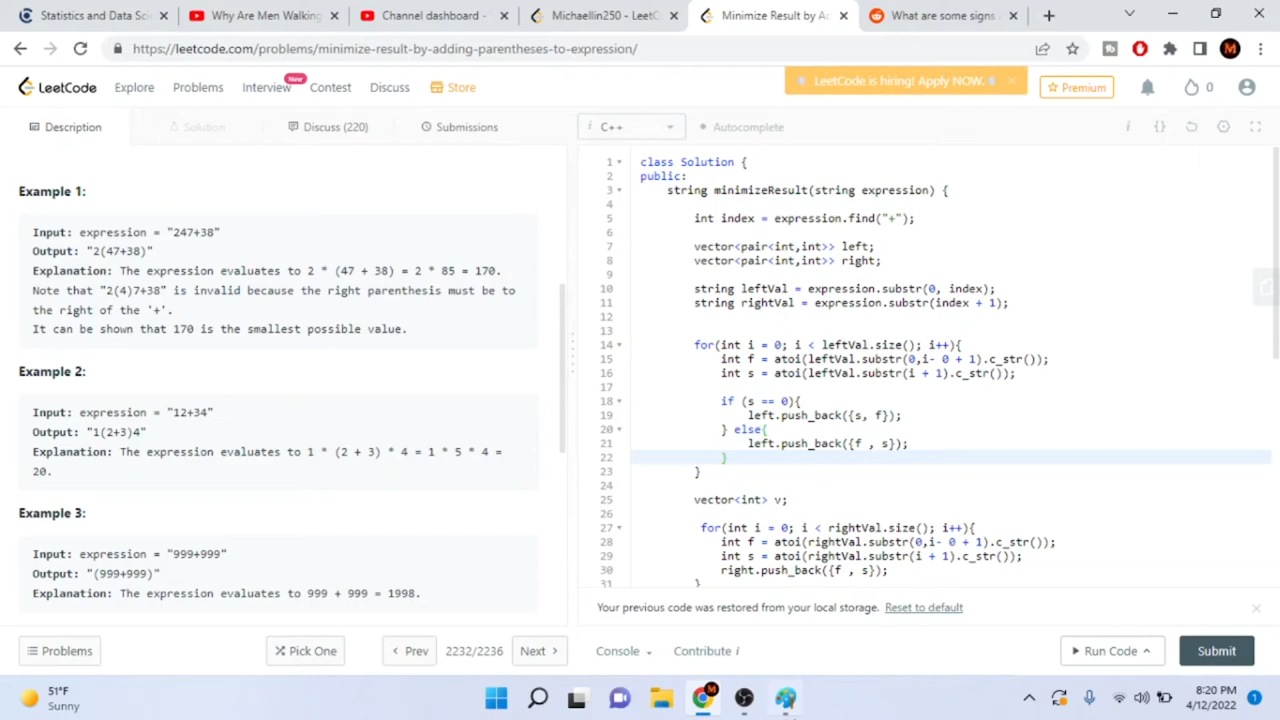 Statistics and Data Sci
Why Are Men Walking
Channel dashboard -
Michaellin250 - LeetC
Minimize Result by Ac
What are some signs
https://leetcode.com/problems/minimize-result-by-adding-parentheses-to-expression/
M
LeetCode
Explore
Problems
Interview
New
Contest
Discuss
Store
LeetCode is hiring! Apply NOW.
Premium
0
Description
Solution
Discuss (220)
Submissions
i C++
Autocomplete
Example 1:
Input: expression = "247+38"
Output: "2(47+38)"
Explanation: The expression evaluates to 2 * (47 + 38) = 2 * 85 = 170.
Note that "2(4)7+38" is invalid because the right parenthesis must be to
the right of the '+'.
It can be shown that 170 is the smallest possible value.
Example 2:
Input: expression = "12+34"
Output: "1(2+3)4"
Explanation: The expression evaluates to 1 * (2 + 3) * 4 = 1 * 5 * 4 =
20.
Example 3:
Input: expression = "999+999"
Output: "(999+999)"
Explanation: The expression evaluates to 999 + 999 = 1998.
1 class Solution {
2 public:
3 string minimizeResult(string expression) {
4
5 int index = expression.find("+");
6
7 vector<pair<int,int>> left;
8 vector<pair<int,int>> right;
9
10 string leftVal = expression.substr(0, index);
11 string rightVal = expression.substr(index + 1);
12
13
14 for(int i = 0; i < leftVal.size(); i++){
15 int f = atoi(leftVal.substr(0,i- 0 + 1).c_str());
16 int s = atoi(leftVal.substr(i + 1).c_str());
17
18 if (s == 0){
19 left.push_back({s, f});
20 } else{
21 left.push_back({f , s});
22 }
23 }
24
25 vector<int> v;
26
27 for(int i = 0; i < rightVal.size(); i++){
28 int f = atoi(rightVal.substr(0,i- 0 + 1).c_str());
29 int s = atoi(rightVal.substr(i + 1).c_str());
30 right.push_back({f , s});
31 }
Your previous code was restored from your local storage. Reset to default
Problems
Pick One
Prev
2232/2236
Next
Console
Contribute i
Run Code
Submit
51°F
Sunny
M
8:20 PM
4/12/2022
1